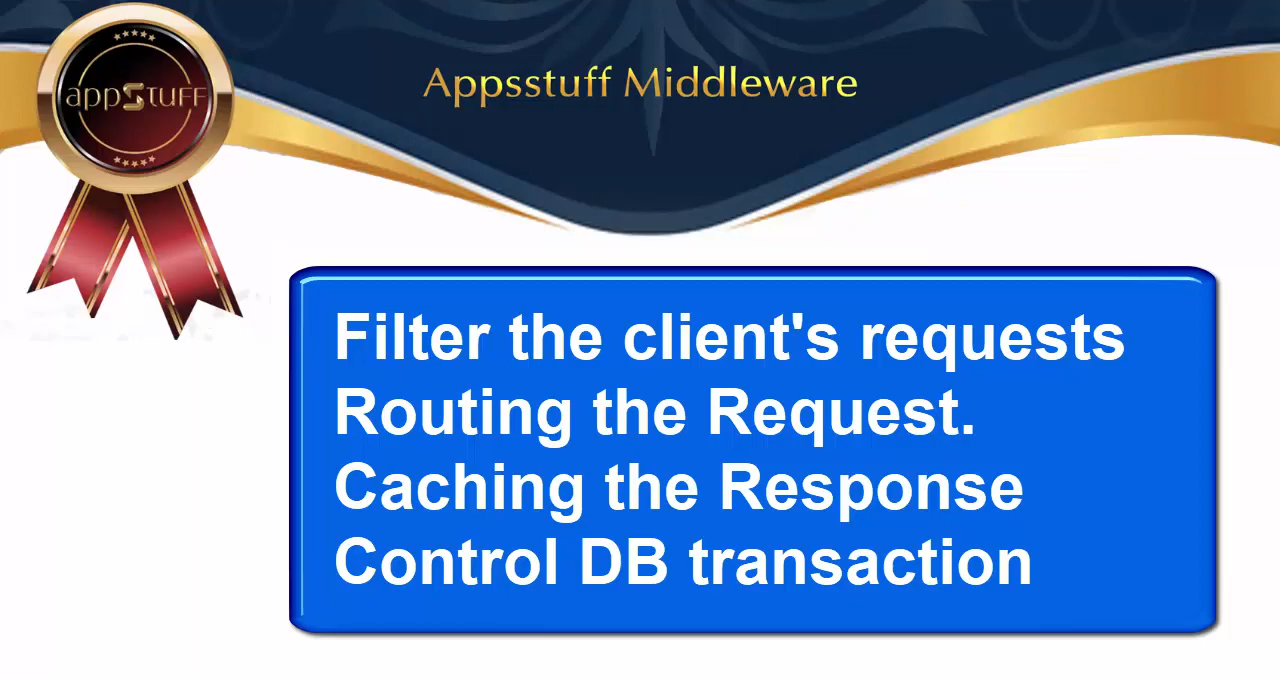 appStuff
Appsstuff Middleware
Filter the client's requests
Routing the Request.
Caching the Response
Control DB transaction